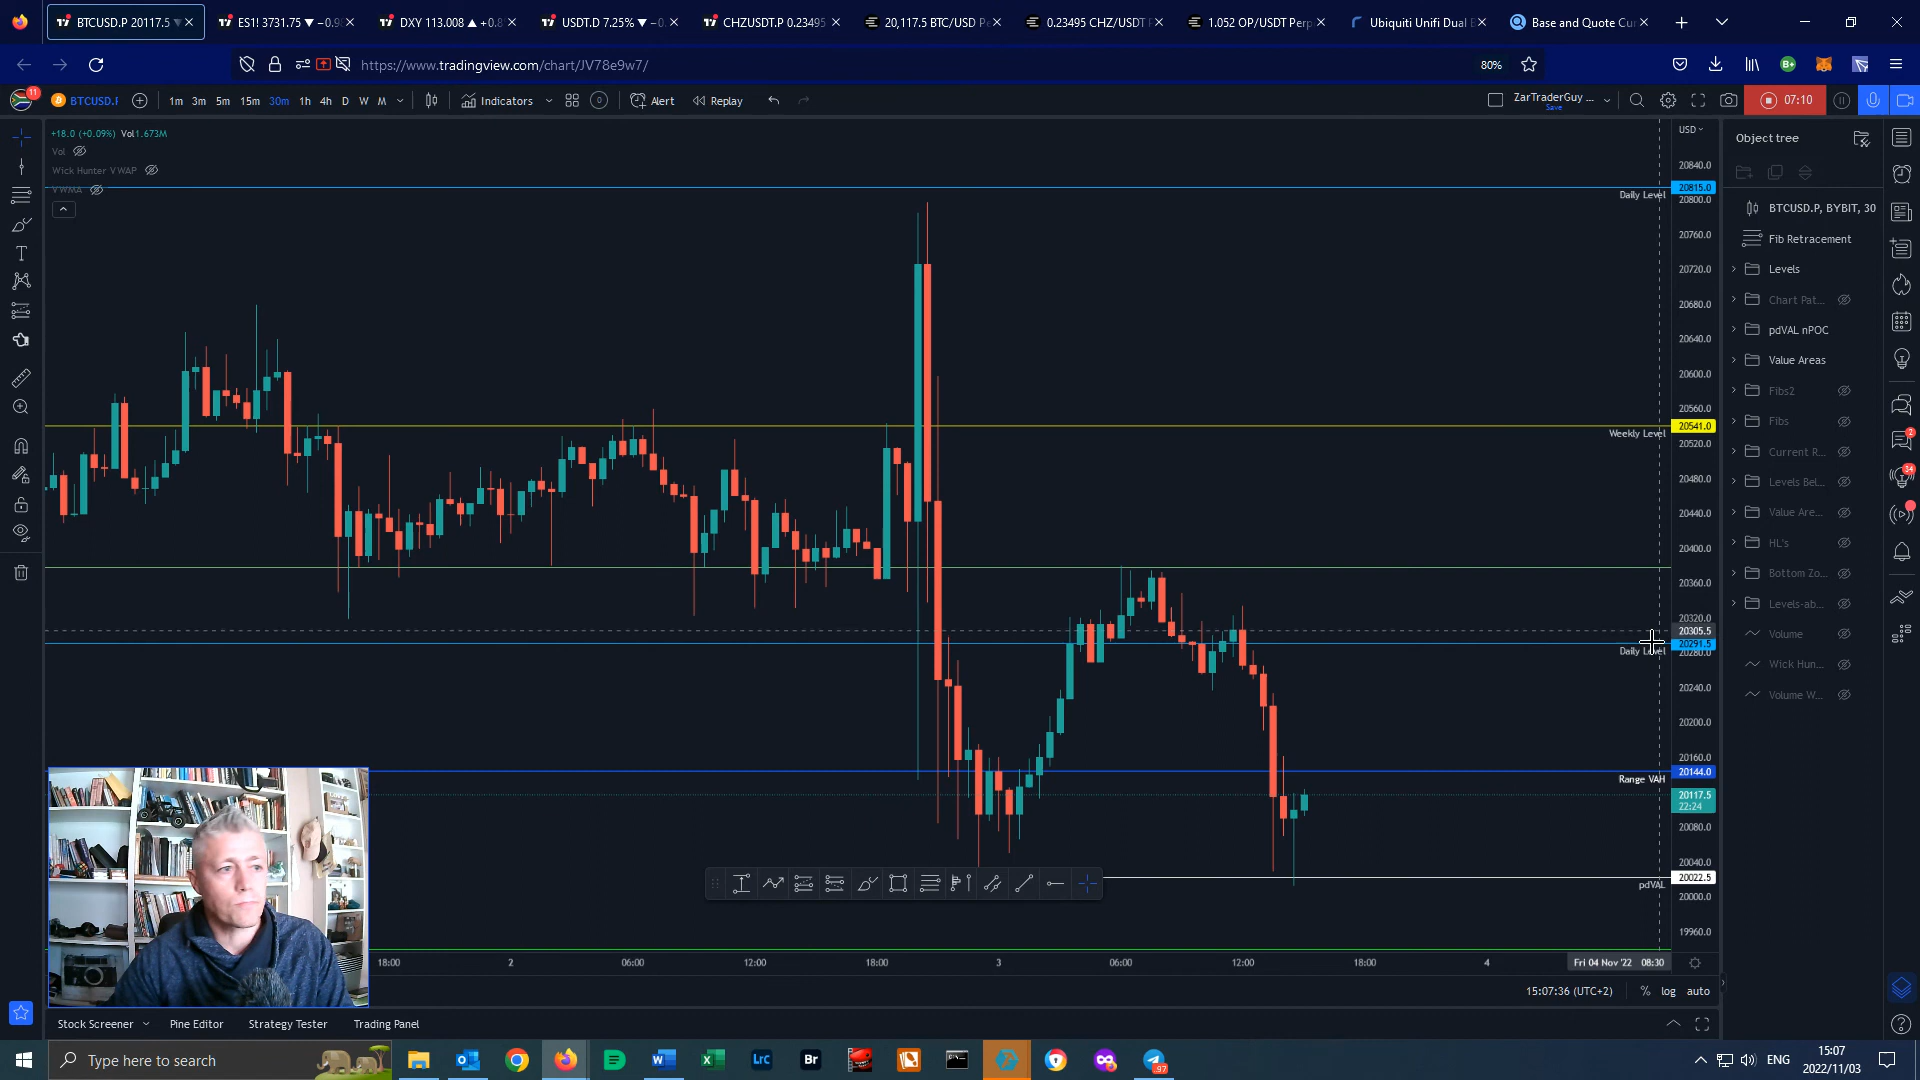 BTCUSD.P 20117.5 ▼
ES1! 3731.75 ▼ −0.9
DXY 113.008 ▲ +0.8
USDT.D 7.25% ▼ −0
CHZUSDT.P 0.23495
20,117.5 BTC/USD Pe
0.23495 CHZ/USDT P
1.052 OP/USDT Perp
Ubiquiti Unifi Dual B
Base and Quote Cur
https://www.tradingview.com/chart/JV78e9w7/
80%
11
BTCUSD.P
1m 3m 5m 15m 30m 1h 4h D W M
Indicators
Alert
Replay
ZarTraderGuy ...
Save
07:10
+18.0 (+0.09%) Vol1.673M
Vol
Wick Hunter VWAP
VWMA
USD
20840.0
20815.0
Daily Level
20800.0
20760.0
20720.0
20680.0
20640.0
20600.0
20560.0
20541.0
Weekly Level
20520.0
20480.0
20440.0
20400.0
20360.0
20320.0
20305.5
20291.5
Daily Level
20280.0
20240.0
20200.0
20160.0
20144.0
Range VAH
20117.5
22:24
20080.0
20040.0
20022.5
pdVAL
20000.0
19960.0
Object tree
BTCUSD.P, BYBIT, 30
Fib Retracement
Levels
Chart Pat...
pdVAL nPOC
Value Areas
Fibs2
Fibs
Current R...
Levels Bel...
Value Are...
HL's
Bottom Zo...
Levels-ab...
Volume
Wick Hun...
Volume W...
2
34
18:00 2 06:00 12:00 18:00 3 06:00 12:00 18:00 4
Fri 04 Nov '22 08:30
15:07:36 (UTC+2)
% log auto
Stock Screener
Pine Editor
Strategy Tester
Trading Panel
Type here to search
Lrc
Br
97
ENG
15:07
2022/11/03